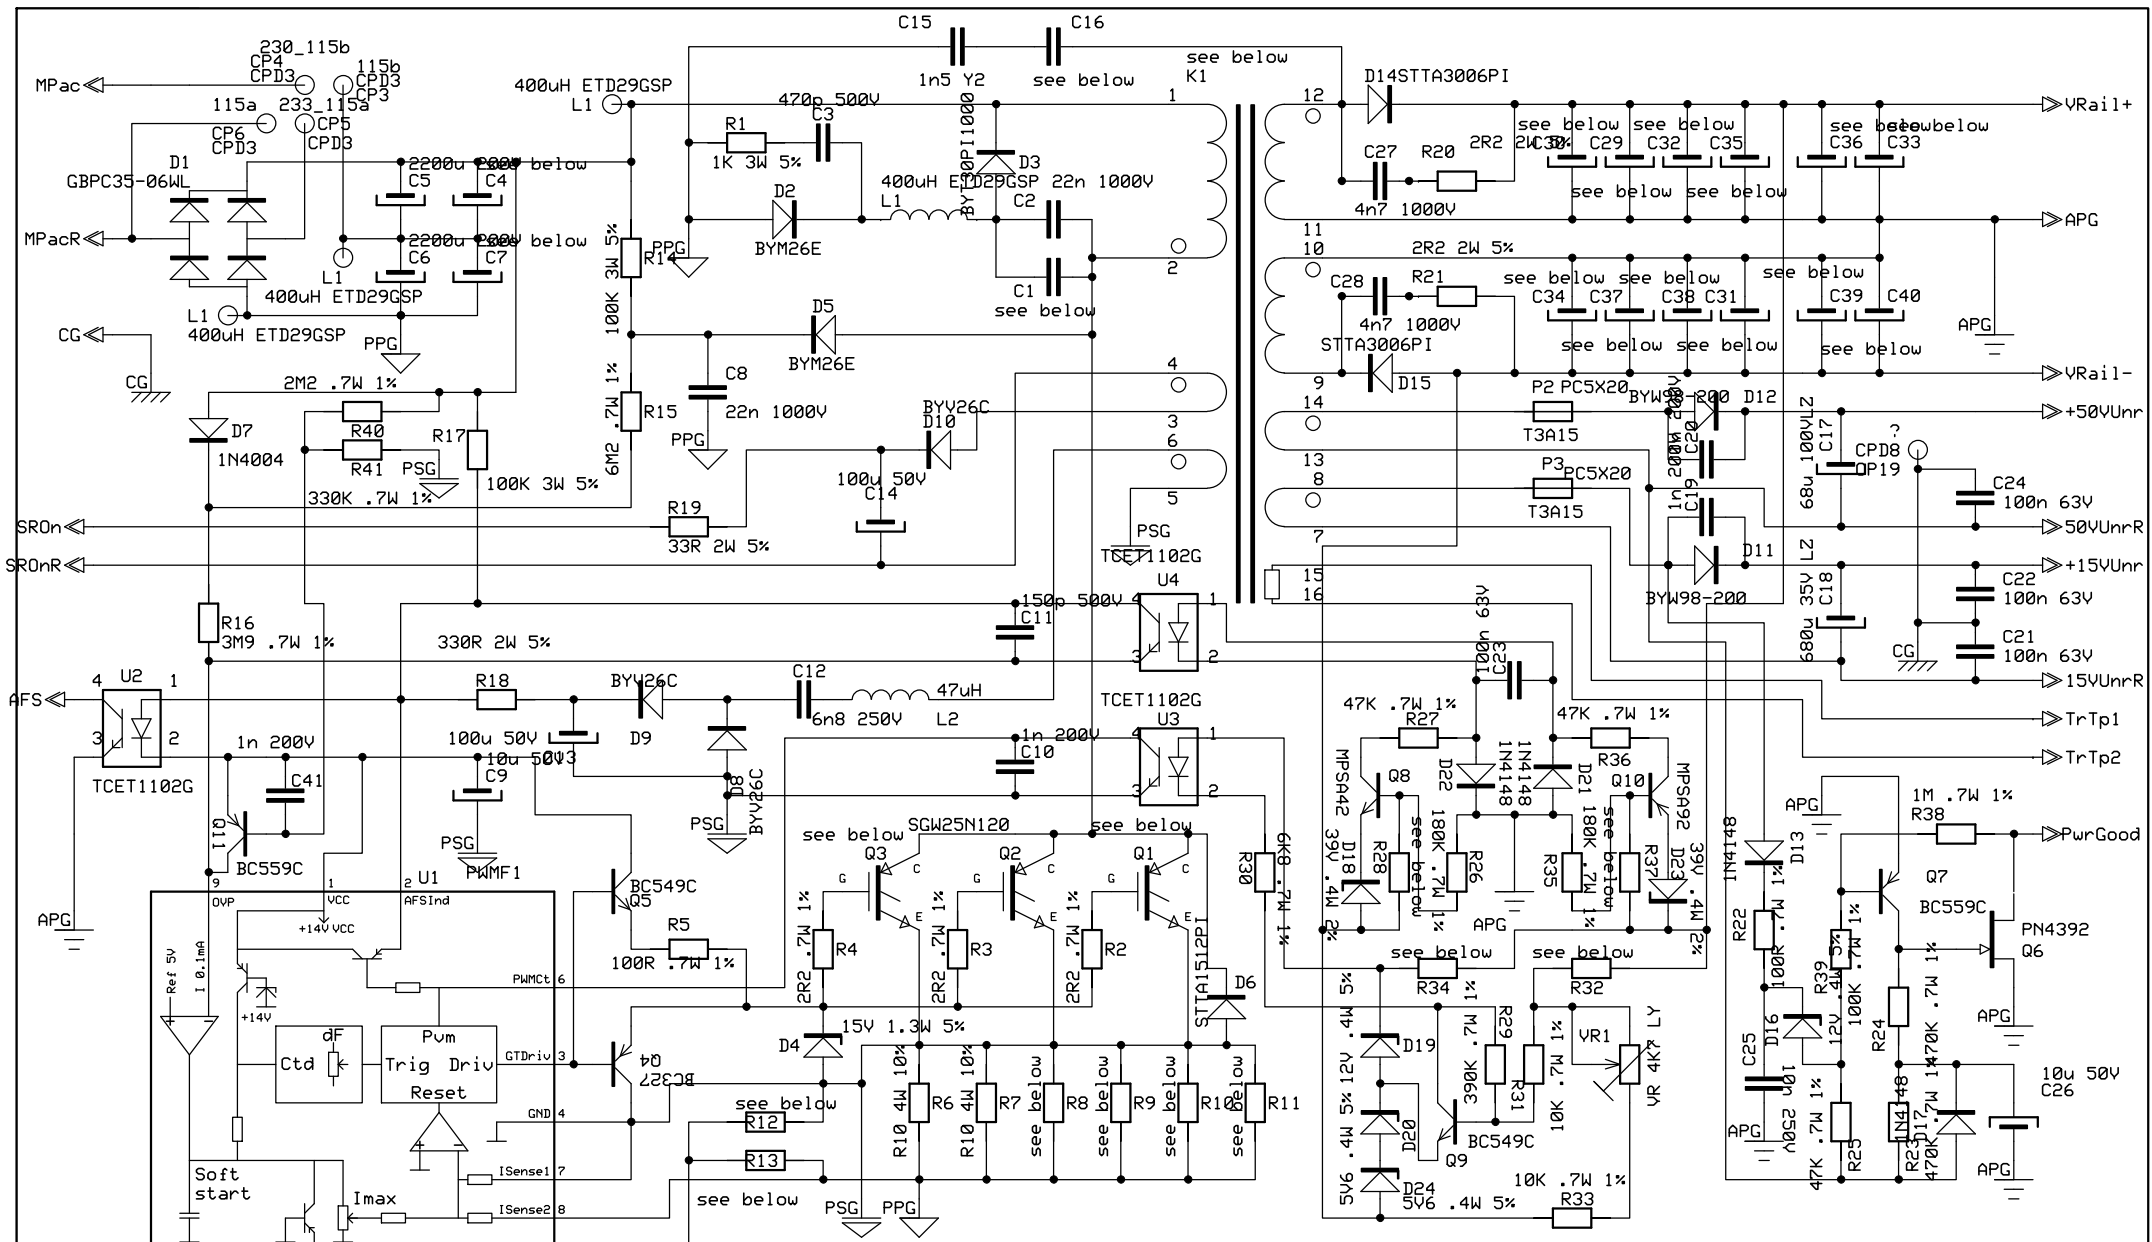 C15
C16
see below
1n5 Y2
see below
K1
230_115b
CP4
CPD3
115b
CPD3
CP3
MPac
115a
233_115a
CP6
CPD3
CP5
CPD3
400uH ETD29GSP
L1
470p 500V
C3
R1
1K 3W 5%
D3
BYT30PI1000
D1
GBPC35-06WL
2200u
see below
C5
C4
MPacR
2200u
see below
C6
C7
L1
400uH ETD29GSP
L1
400uH ETD29GSP
PPG
CG
CG
R14
100K 3W 5%
PPG
D2
BYM26E
400uH ETD29GSP
L1
22n 1000V
C2
C1
see below
D5
BYM26E
C8
22n 1000V
PPG
R15
6M2 .7W 1%
1
2
4
3
6
5
12
11
10
9
14
13
8
7
15
16
D14
STTA3006PI
C27
4n7 1000V
R20
2R2 2W 5%
see below
see below
see below
see below
C30
C29
C32
C35
C36
C33
see below
see below
VRail+
APG
2R2 2W 5%
C28
4n7 1000V
R21
STTA3006PI
D15
see below
see below
see below
C34
C37
C38
C31
C39
C40
see below
see below
see below
APG
VRail-
P2
PC5X20
T3A15
BYW98-200
D12
+50VUnr
C20
C17
68u 100V
LZ
CPD8
CP19
-?
C24
100n 63V
50VUnrR
P3
PC5X20
T3A15
C19
1n 200V
D11
BYW98-200
+15VUnr
C18
680u 35V LZ
C22
100n 63V
C21
100n 63V
CG
15VUnrR
TrTp1
TrTp2
2M2 .7W 1%
R40
R41
330K .7W 1%
PSG
R17
100K 3W 5%
D7
1N4004
BYV26C
D10
100u 50V
C14
R19
33R 2W 5%
SROn
SROnR
PSG
TCET1102G
U4
4
3
1
2
150p 500V
C11
R16
3M9 .7W 1%
330R 2W 5%
R18
BYV26C
D9
C12
6n8 250V
47uH
L2
U2
4
3
1
2
TCET1102G
AFS
APG
1n 200V
C41
Q11
BC559C
100u 50V
10u 50V
C9
PSG
D8
BYV26C
PSG
TCET1102G
U3
4
3
1
2
1n 200V
C10
PWMF1
U1
9
OVP
1
VCC
2
AFSInd
+14V VCC
Ref 5V
I 0.1mA
+14V
PWMCt 6
Ctd
dF
Pvm
Trig Driv
Reset
GTDriv 3
GND 4
ISense1 7
ISense2 8
Soft
start
Imax
BC549C
Q5
R5
100R .7W 1%
Q4
BC327
see below
SGW25N120
see below
Q3
Q2
Q1
G
C
E
G
C
E
G
C
E
R4
2R2 .7W 1%
R3
2R2 .7W 1%
R2
2R2 .7W 1%
STTA1512PI
D6
15V 1.3W 5%
D4
see below
R12
R13
see below
R6
R10 4W 10%
R7
R10 4W 10%
R8
see below
R9
see below
R10
see below
R11
see below
PSG
PPG
R30
6K8 .7W 1%
100n 63V
C23
47K .7W 1%
R27
47K .7W 1%
R36
MPSA42
Q8
D22
1N4148
1N4148
D21
Q10
MPSA92
39V .4W 2%
D18
R28
see below
R26
180K .7W 1%
APG
R35
180K .7W 1%
see below
R37
D23
39V .4W 2%
see below
R34
see below
R32
D19
12V .4W 5%
D20
5V6 .4W 5%
D24
5V6 .4W 5%
BC549C
Q9
390K .7W 1%
R29
R31
10K .7W 1%
VR1
VR 4K7 LY
10K .7W 1%
R33
1N4148
D13
R22
100R .7W 1%
C25
10n 250V
APG
D16
12V .4W 5%
APG
1M .7W 1%
R38
PwrGood
Q7
BC559C
PN4392
Q6
R39
100K .7W 1%
R24
470K .7W 1%
APG
R25
47K .7W 1%
R23
470K .7W 1%
1N4148
D17
10u 50V
C26
APG